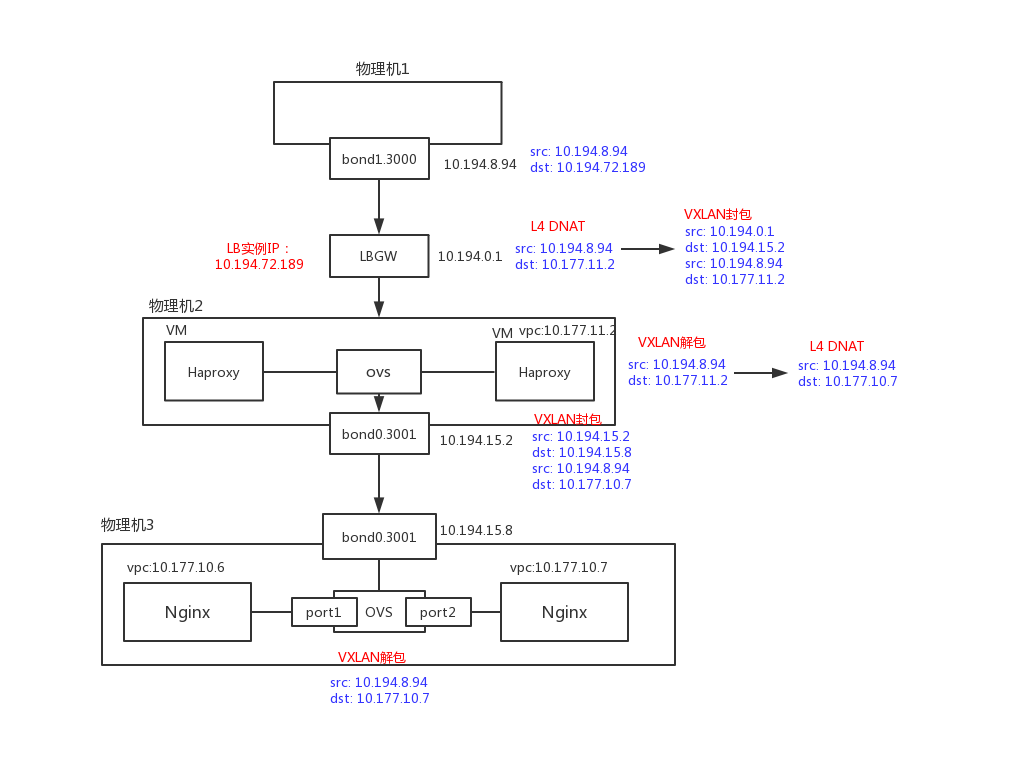 物理机1
bond1.3000
10.194.8.94
src: 10.194.8.94
dst: 10.194.72.189
LB实例IP：
10.194.72.189
LBGW
10.194.0.1
L4 DNAT
src: 10.194.8.94
dst: 10.177.11.2
VXLAN封包
src: 10.194.0.1
dst: 10.194.15.2
src: 10.194.8.94
dst: 10.177.11.2
物理机2
VM
Haproxy
ovs
VM
vpc:10.177.11.2
Haproxy
VXLAN解包
src: 10.194.8.94
dst: 10.177.11.2
L4 DNAT
src: 10.194.8.94
dst: 10.177.10.7
bond0.3001
10.194.15.2
VXLAN封包
src: 10.194.15.2
dst: 10.194.15.8
src: 10.194.8.94
dst: 10.177.10.7
物理机3
bond0.3001
10.194.15.8
vpc:10.177.10.6
Nginx
port1
OVS
port2
vpc:10.177.10.7
Nginx
VXLAN解包
src: 10.194.8.94
dst: 10.177.10.7